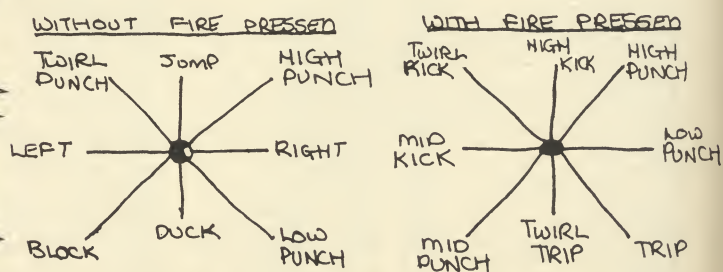 WITHOUT FIRE PRESSED
TWIRL
PUNCH
JUMP
HIGH
PUNCH
LEFT
RIGHT
BLOCK
DUCK
LOW
PUNCH
WITH FIRE PRESSED
TWIRL
KICK
HIGH
KICK
HIGH
PUNCH
MID
KICK
LOW
PUNCH
MID
PUNCH
TWIRL
TRIP
TRIP